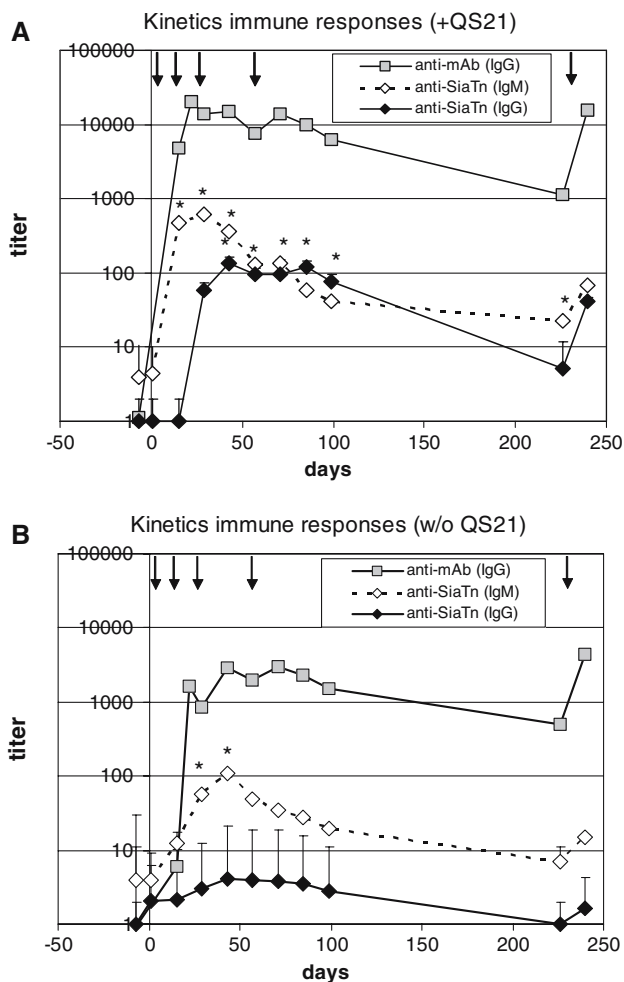 A
Kinetics immune responses (+QS21)
anti-mAb (IgG)
anti-SiaTn (IgM)
anti-SiaTn (IgG)
100000
10000
1000
100
10
1
titer
* * * * * * * * *
-50 0 50 100 150 200 250
days
B
Kinetics immune responses (w/o QS21)
anti-mAb (IgG)
anti-SiaTn (IgM)
anti-SiaTn (IgG)
100000
10000
1000
100
10
1
titer
* *
-50 0 50 100 150 200 250
days